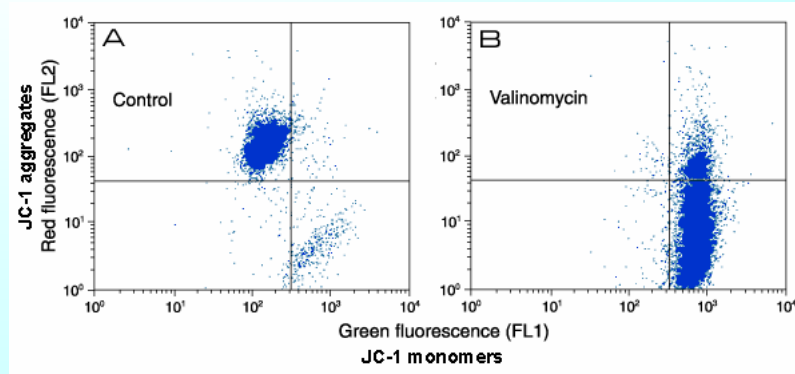 A
Control
JC-1 aggregates
Red fluorescence (FL2)
10⁴
10³
10²
10¹
10⁰
10⁰
10¹
10²
10³
10⁴
B
Valinomycin
10⁴
10³
10²
10¹
10⁰
10⁰
10¹
10²
10³
10⁴
Green fluorescence (FL1)
JC-1 monomers